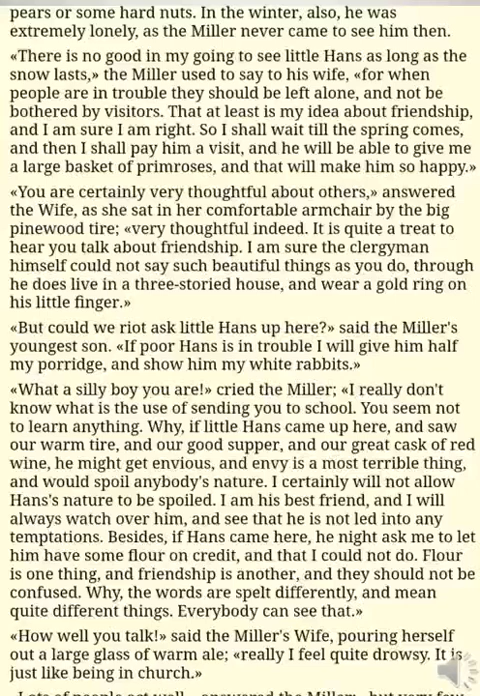 pears or some hard nuts. In the winter, also, he was
extremely lonely, as the Miller never came to see him then.
«There is no good in my going to see little Hans as long as the
snow lasts,» the Miller used to say to his wife, «for when
people are in trouble they should be left alone, and not be
bothered by visitors. That at least is my idea about friendship,
and I am sure I am right. So I shall wait till the spring comes,
and then I shall pay him a visit, and he will be able to give me
a large basket of primroses, and that will make him so happy.»
«You are certainly very thoughtful about others,» answered
the Wife, as she sat in her comfortable armchair by the big
pinewood tire; «very thoughtful indeed. It is quite a treat to
hear you talk about friendship. I am sure the clergyman
himself could not say such beautiful things as you do, through
he does live in a three-storied house, and wear a gold ring on
his little finger.»
«But could we riot ask little Hans up here?» said the Miller's
youngest son. «If poor Hans is in trouble I will give him half
my porridge, and show him my white rabbits.»
«What a silly boy you are!» cried the Miller; «I really don't
know what is the use of sending you to school. You seem not
to learn anything. Why, if little Hans came up here, and saw
our warm tire, and our good supper, and our great cask of red
wine, he might get envious, and envy is a most terrible thing,
and would spoil anybody's nature. I certainly will not allow
Hans's nature to be spoiled. I am his best friend, and I will
always watch over him, and see that he is not led into any
temptations. Besides, if Hans came here, he night ask me to let
him have some flour on credit, and that I could not do. Flour
is one thing, and friendship is another, and they should not be
confused. Why, the words are spelt differently, and mean
quite different things. Everybody can see that.»
«How well you talk!» said the Miller's Wife, pouring herself
out a large glass of warm ale; «really I feel quite drowsy. It is
just like being in church.»
«Lots of people act well,» answered the Miller; «but very few